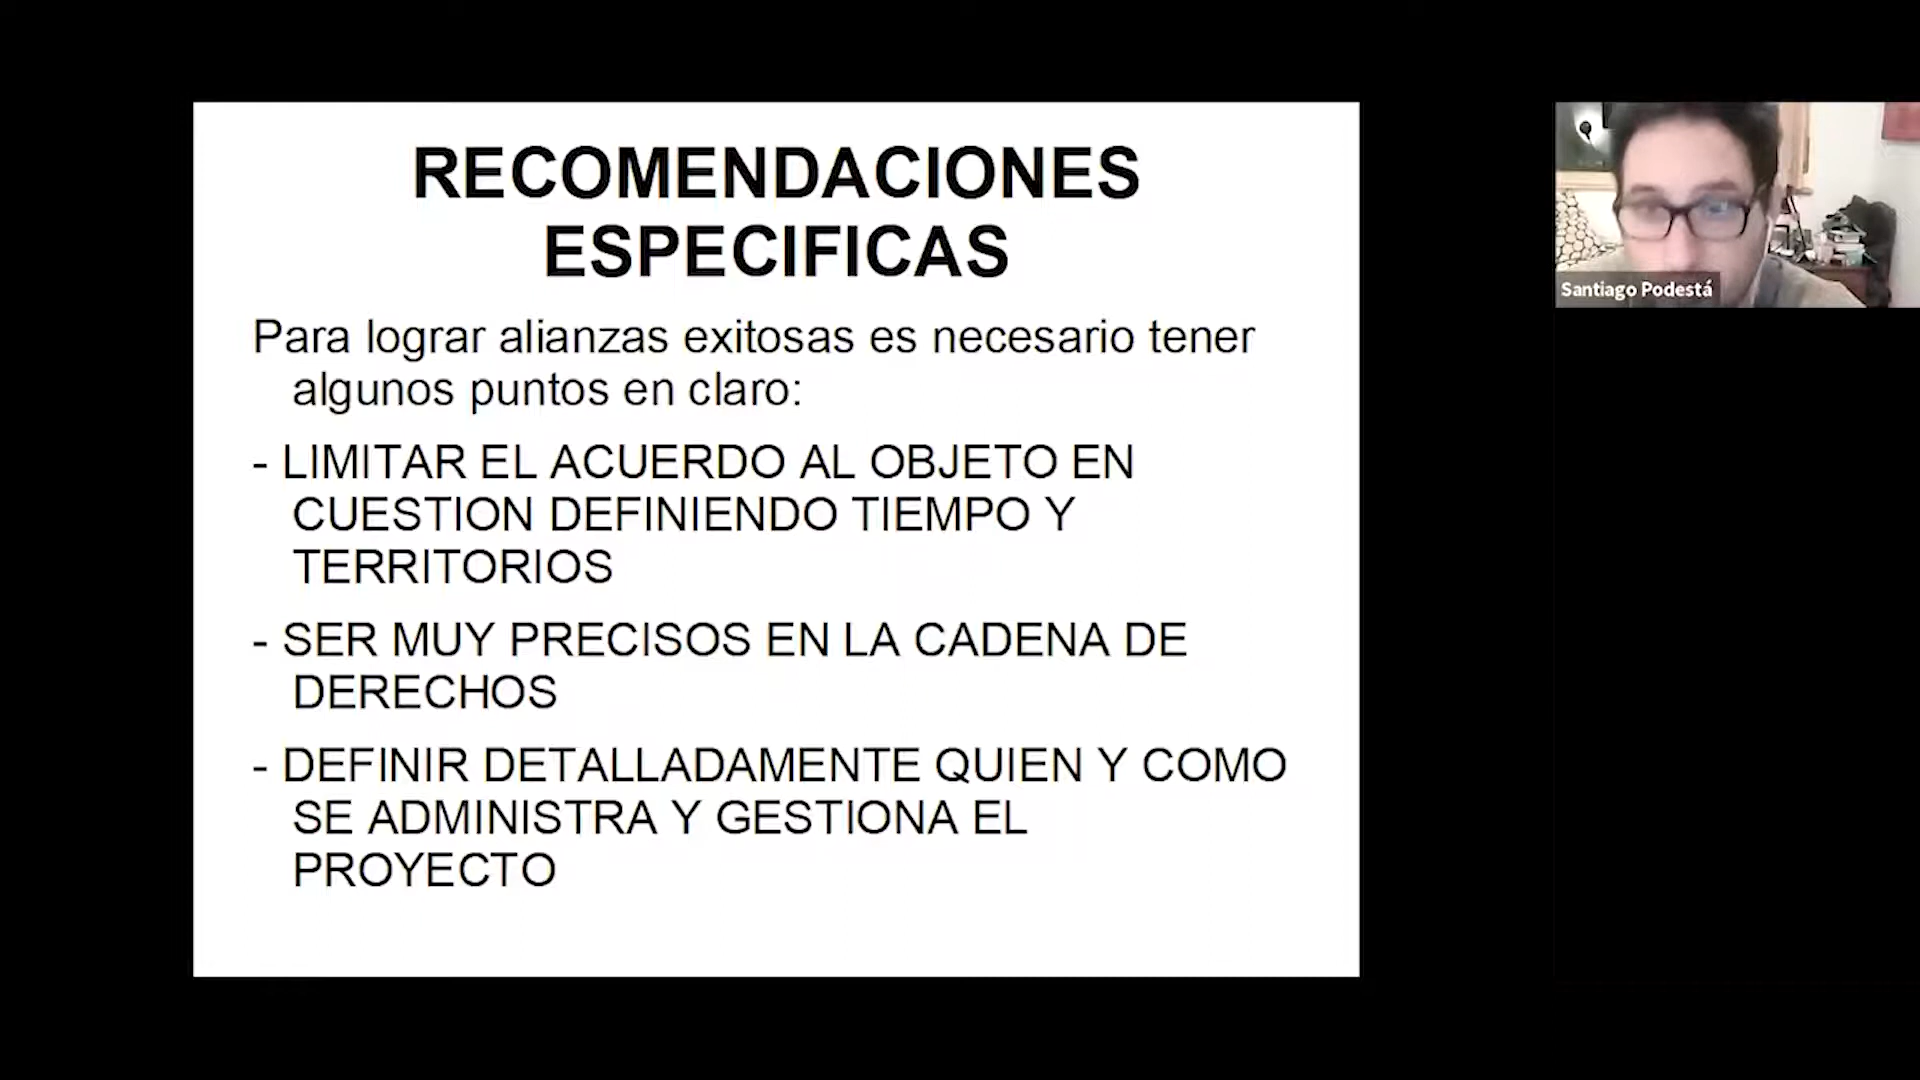 RECOMENDACIONES
ESPECIFICAS
Para lograr alianzas exitosas es necesario tener
algunos puntos en claro:
- LIMITAR EL ACUERDO AL OBJETO EN
CUESTION DEFINIENDO TIEMPO Y
TERRITORIOS
- SER MUY PRECISOS EN LA CADENA DE
DERECHOS
- DEFINIR DETALLADAMENTE QUIEN Y COMO
SE ADMINISTRA Y GESTIONA EL
PROYECTO
Santiago Podestá